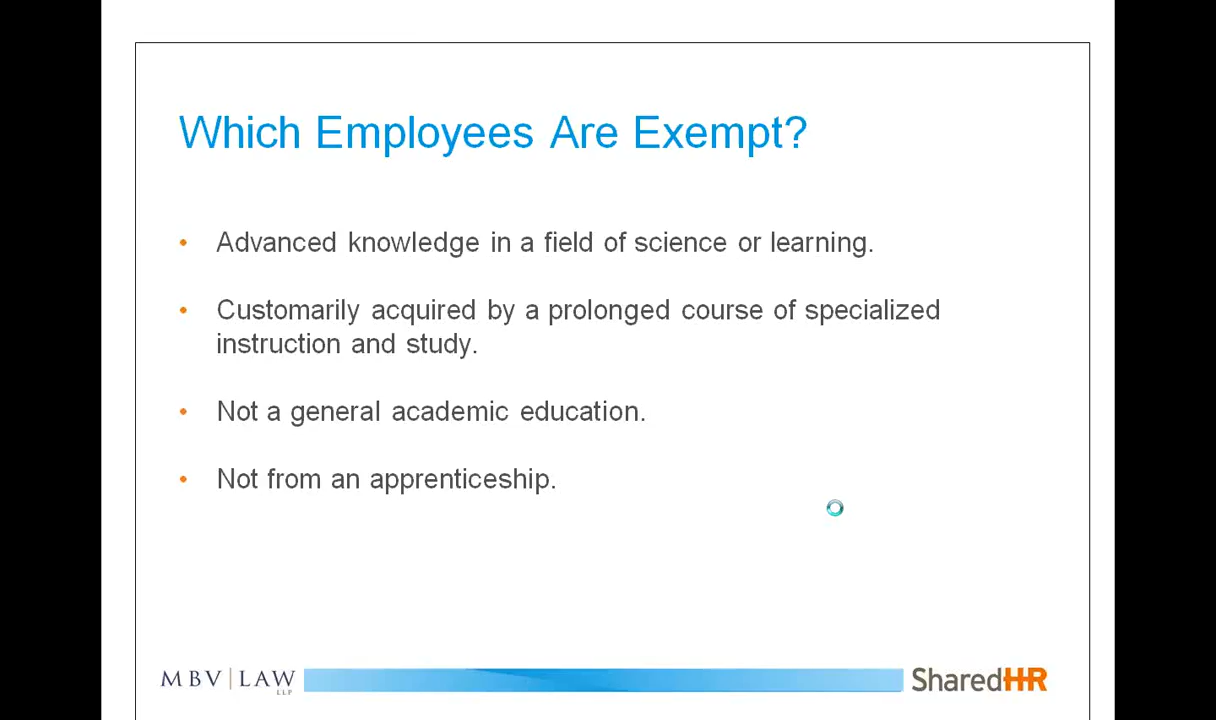 Which Employees Are Exempt?
• Advanced knowledge in a field of science or learning.
• Customarily acquired by a prolonged course of specialized
instruction and study.
• Not a general academic education.
• Not from an apprenticeship.
MBV | LAW
LLP
SharedHR